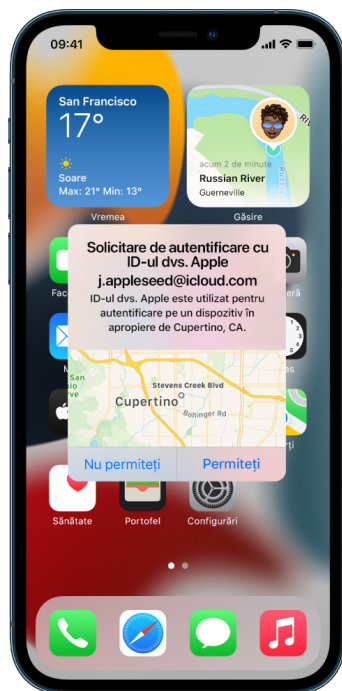 09:41
San Francisco
17°
Soare
Max: 21° Min: 13°
Vremea
acum 2 de minute
Russian River
Guerneville
Găsire
Solicitare de autentificare cu
ID-ul dvs. Apple
j.appleseed@icloud.com
ID-ul dvs. Apple este utilizat pentru
autentificare pe un dispozitiv în
apropiere de Cupertino, CA.
San
Stevens Creek Blvd
Cupertino
Bollinger Rd
Nu permiteți
Permiteți
Sănătate
Portofel
Configurări